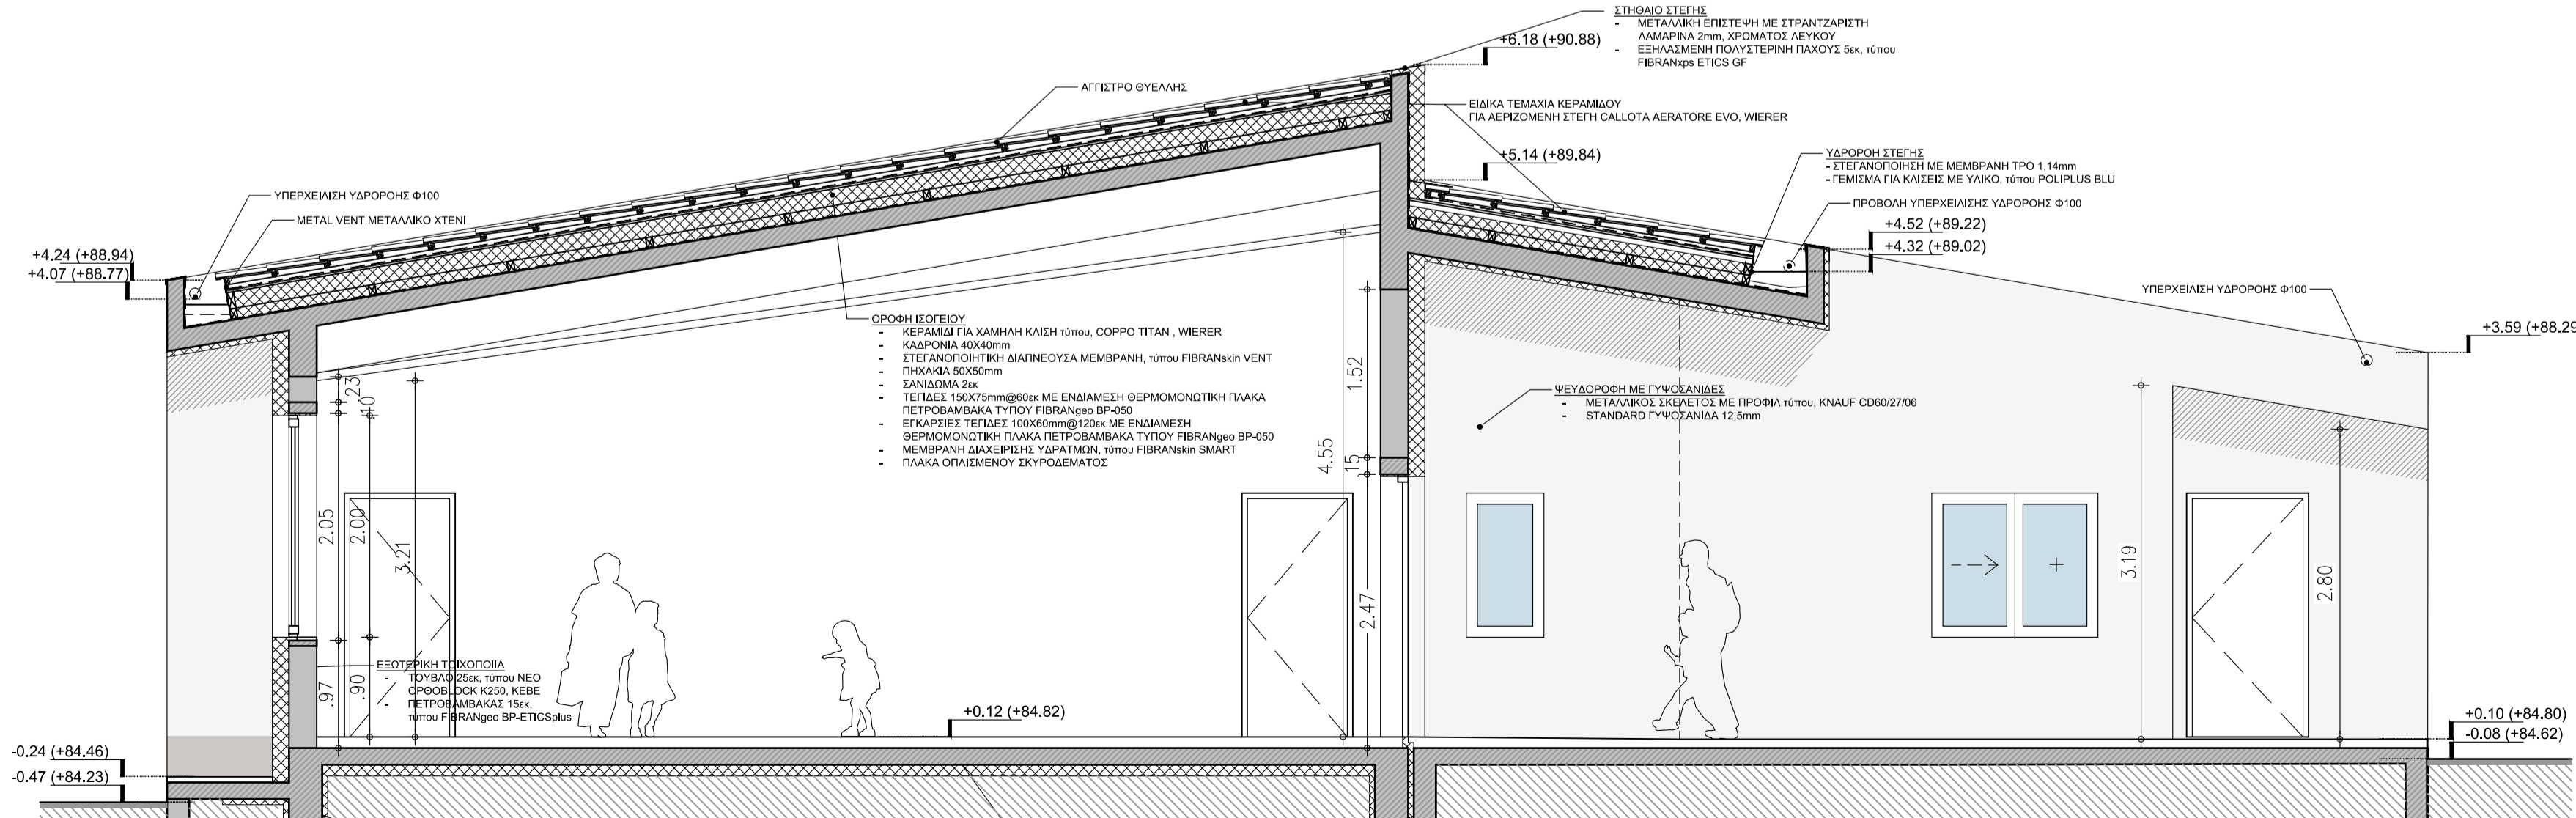 ΣΤΗΘΑΙΟ ΣΤΕΓΗΣ
- ΜΕΤΑΛΛΙΚΗ ΕΠΙΣΤΕΨΗ ΜΕ ΣΤΡΑΝΤΖΑΡΙΣΤΗ
ΛΑΜΑΡΙΝΑ 2mm, ΧΡΩΜΑΤΟΣ ΛΕΥΚΟΥ
- ΕΞΗΛΑΣΜΕΝΗ ΠΟΛΥΣΤΕΡΙΝΗ ΠΑΧΟΥΣ 5εκ, τύπου
FIBRANxps ETICS GF
+6.18 (+90.88)
ΑΓΓΙΣΤΡΟ ΘΥΕΛΛΗΣ
ΕΙΔΙΚΑ ΤΕΜΑΧΙΑ ΚΕΡΑΜΙΔΟΥ
ΓΙΑ ΑΕΡΙΖΟΜΕΝΗ ΣΤΕΓΗ CALLOTA AERATORE EVO, WIERER
+5.14 (+89.84)
ΥΔΡΟΡΟΗ ΣΤΕΓΗΣ
- ΣΤΕΓΑΝΟΠΟΙΗΣΗ ΜΕ ΜΕΜΒΡΑΝΗ TPO 1,14mm
- ΓΕΜΙΣΜΑ ΓΙΑ ΚΛΙΣΕΙΣ ΜΕ ΥΛΙΚΟ, τύπου POLIPLUS BLU
ΥΠΕΡΧΕΙΛΙΣΗ ΥΔΡΟΡΟΗΣ Φ100
METAL VENT ΜΕΤΑΛΛΙΚΟ ΧΤΕΝΙ
ΠΡΟΒΟΛΗ ΥΠΕΡΧΕΙΛΙΣΗΣ ΥΔΡΟΡΟΗΣ Φ100
+4.52 (+89.22)
+4.32 (+89.02)
+4.24 (+88.94)
+4.07 (+88.77)
ΥΠΕΡΧΕΙΛΙΣΗ ΥΔΡΟΡΟΗΣ Φ100
+3.59 (+88.29
ΟΡΟΦΗ ΙΣΟΓΕΙΟΥ
- ΚΕΡΑΜΙΔΙ ΓΙΑ ΧΑΜΗΛΗ ΚΛΙΣΗ τύπου, COPPO TITAN , WIERER
- ΚΑΔΡΟΝΙΑ 40X40mm
- ΣΤΕΓΑΝΟΠΟΙΗΤΙΚΗ ΔΙΑΠΝΕΟΥΣΑ ΜΕΜΒΡΑΝΗ, τύπου FIBRANskin VENT
- ΠΗΧΑΚΙΑ 50X50mm
- ΣΑΝΙΔΩΜΑ 2εκ
- ΤΕΓΙΔΕΣ 150X75mm@60εκ ΜΕ ΕΝΔΙΑΜΕΣΗ ΘΕΡΜΟΜΟΝΩΤΙΚΗ ΠΛΑΚΑ
ΠΕΤΡΟΒΑΜΒΑΚΑ ΤΥΠΟΥ FIBRANgeo BP-050
- ΕΓΚΑΡΣΙΕΣ ΤΕΓΙΔΕΣ 100X60mm@120εκ ΜΕ ΕΝΔΙΑΜΕΣΗ
ΘΕΡΜΟΜΟΝΩΤΙΚΗ ΠΛΑΚΑ ΠΕΤΡΟΒΑΜΒΑΚΑ ΤΥΠΟΥ FIBRANgeo BP-050
- ΜΕΜΒΡΑΝΗ ΔΙΑΧΕΙΡΙΣΗΣ ΥΔΡΑΤΜΩΝ, τύπου FIBRANskin SMART
- ΠΛΑΚΑ ΟΠΛΙΣΜΕΝΟΥ ΣΚΥΡΟΔΕΜΑΤΟΣ
ΨΕΥΔΟΡΟΦΗ ΜΕ ΓΥΨΟΣΑΝΙΔΕΣ
- ΜΕΤΑΛΛΙΚΟΣ ΣΚΕΛΕΤΟΣ ΜΕ ΠΡΟΦΙΛ τύπου, KNAUF CD60/27/06
- STANDARD ΓΥΨΟΣΑΝΙΔΑ 12,5mm
.23
.10
2.05
2.00
3.21
.97
.90
4.55
1.52
.15
2.47
3.19
2.80
ΕΞΩΤΕΡΙΚΗ ΤΟΙΧΟΠΟΙΙΑ
- ΤΟΥΒΛΟ 25εκ, τύπου ΝΕΟ
ΟΡΘΟBLOCK K250, ΚΕΒΕ
- ΠΕΤΡΟΒΑΜΒΑΚΑΣ 15εκ,
τύπου FIBRANgeo BP-ETICSplus
+0.12 (+84.82)
+0.10 (+84.80)
-0.08 (+84.62)
-0.24 (+84.46)
-0.47 (+84.23)